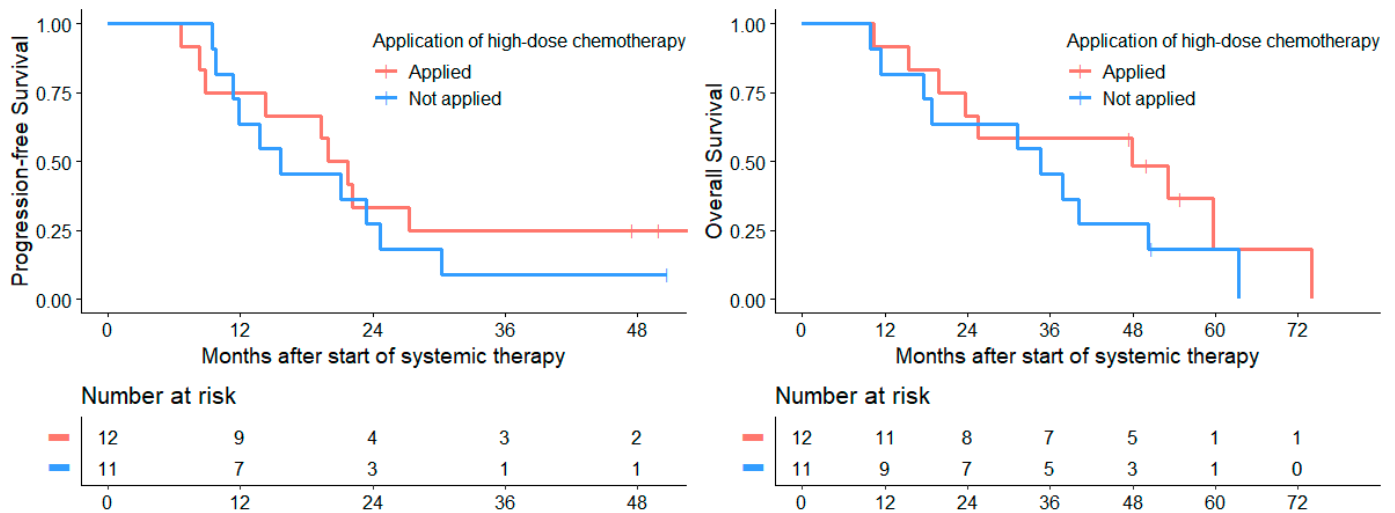 Progression-free Survival
1.00
0.75
0.50
0.25
0.00
Application of high-dose chemotherapy
Applied
Not applied
0 12 24 36 48
Months after start of systemic therapy
Number at risk
12 9 4 3 2
11 7 3 1 1
0 12 24 36 48
Overall Survival
1.00
0.75
0.50
0.25
0.00
Application of high-dose chemotherapy
Applied
Not applied
0 12 24 36 48 60 72
Months after start of systemic therapy
Number at risk
12 11 8 7 5 1 1
11 9 7 5 3 1 0
0 12 24 36 48 60 72